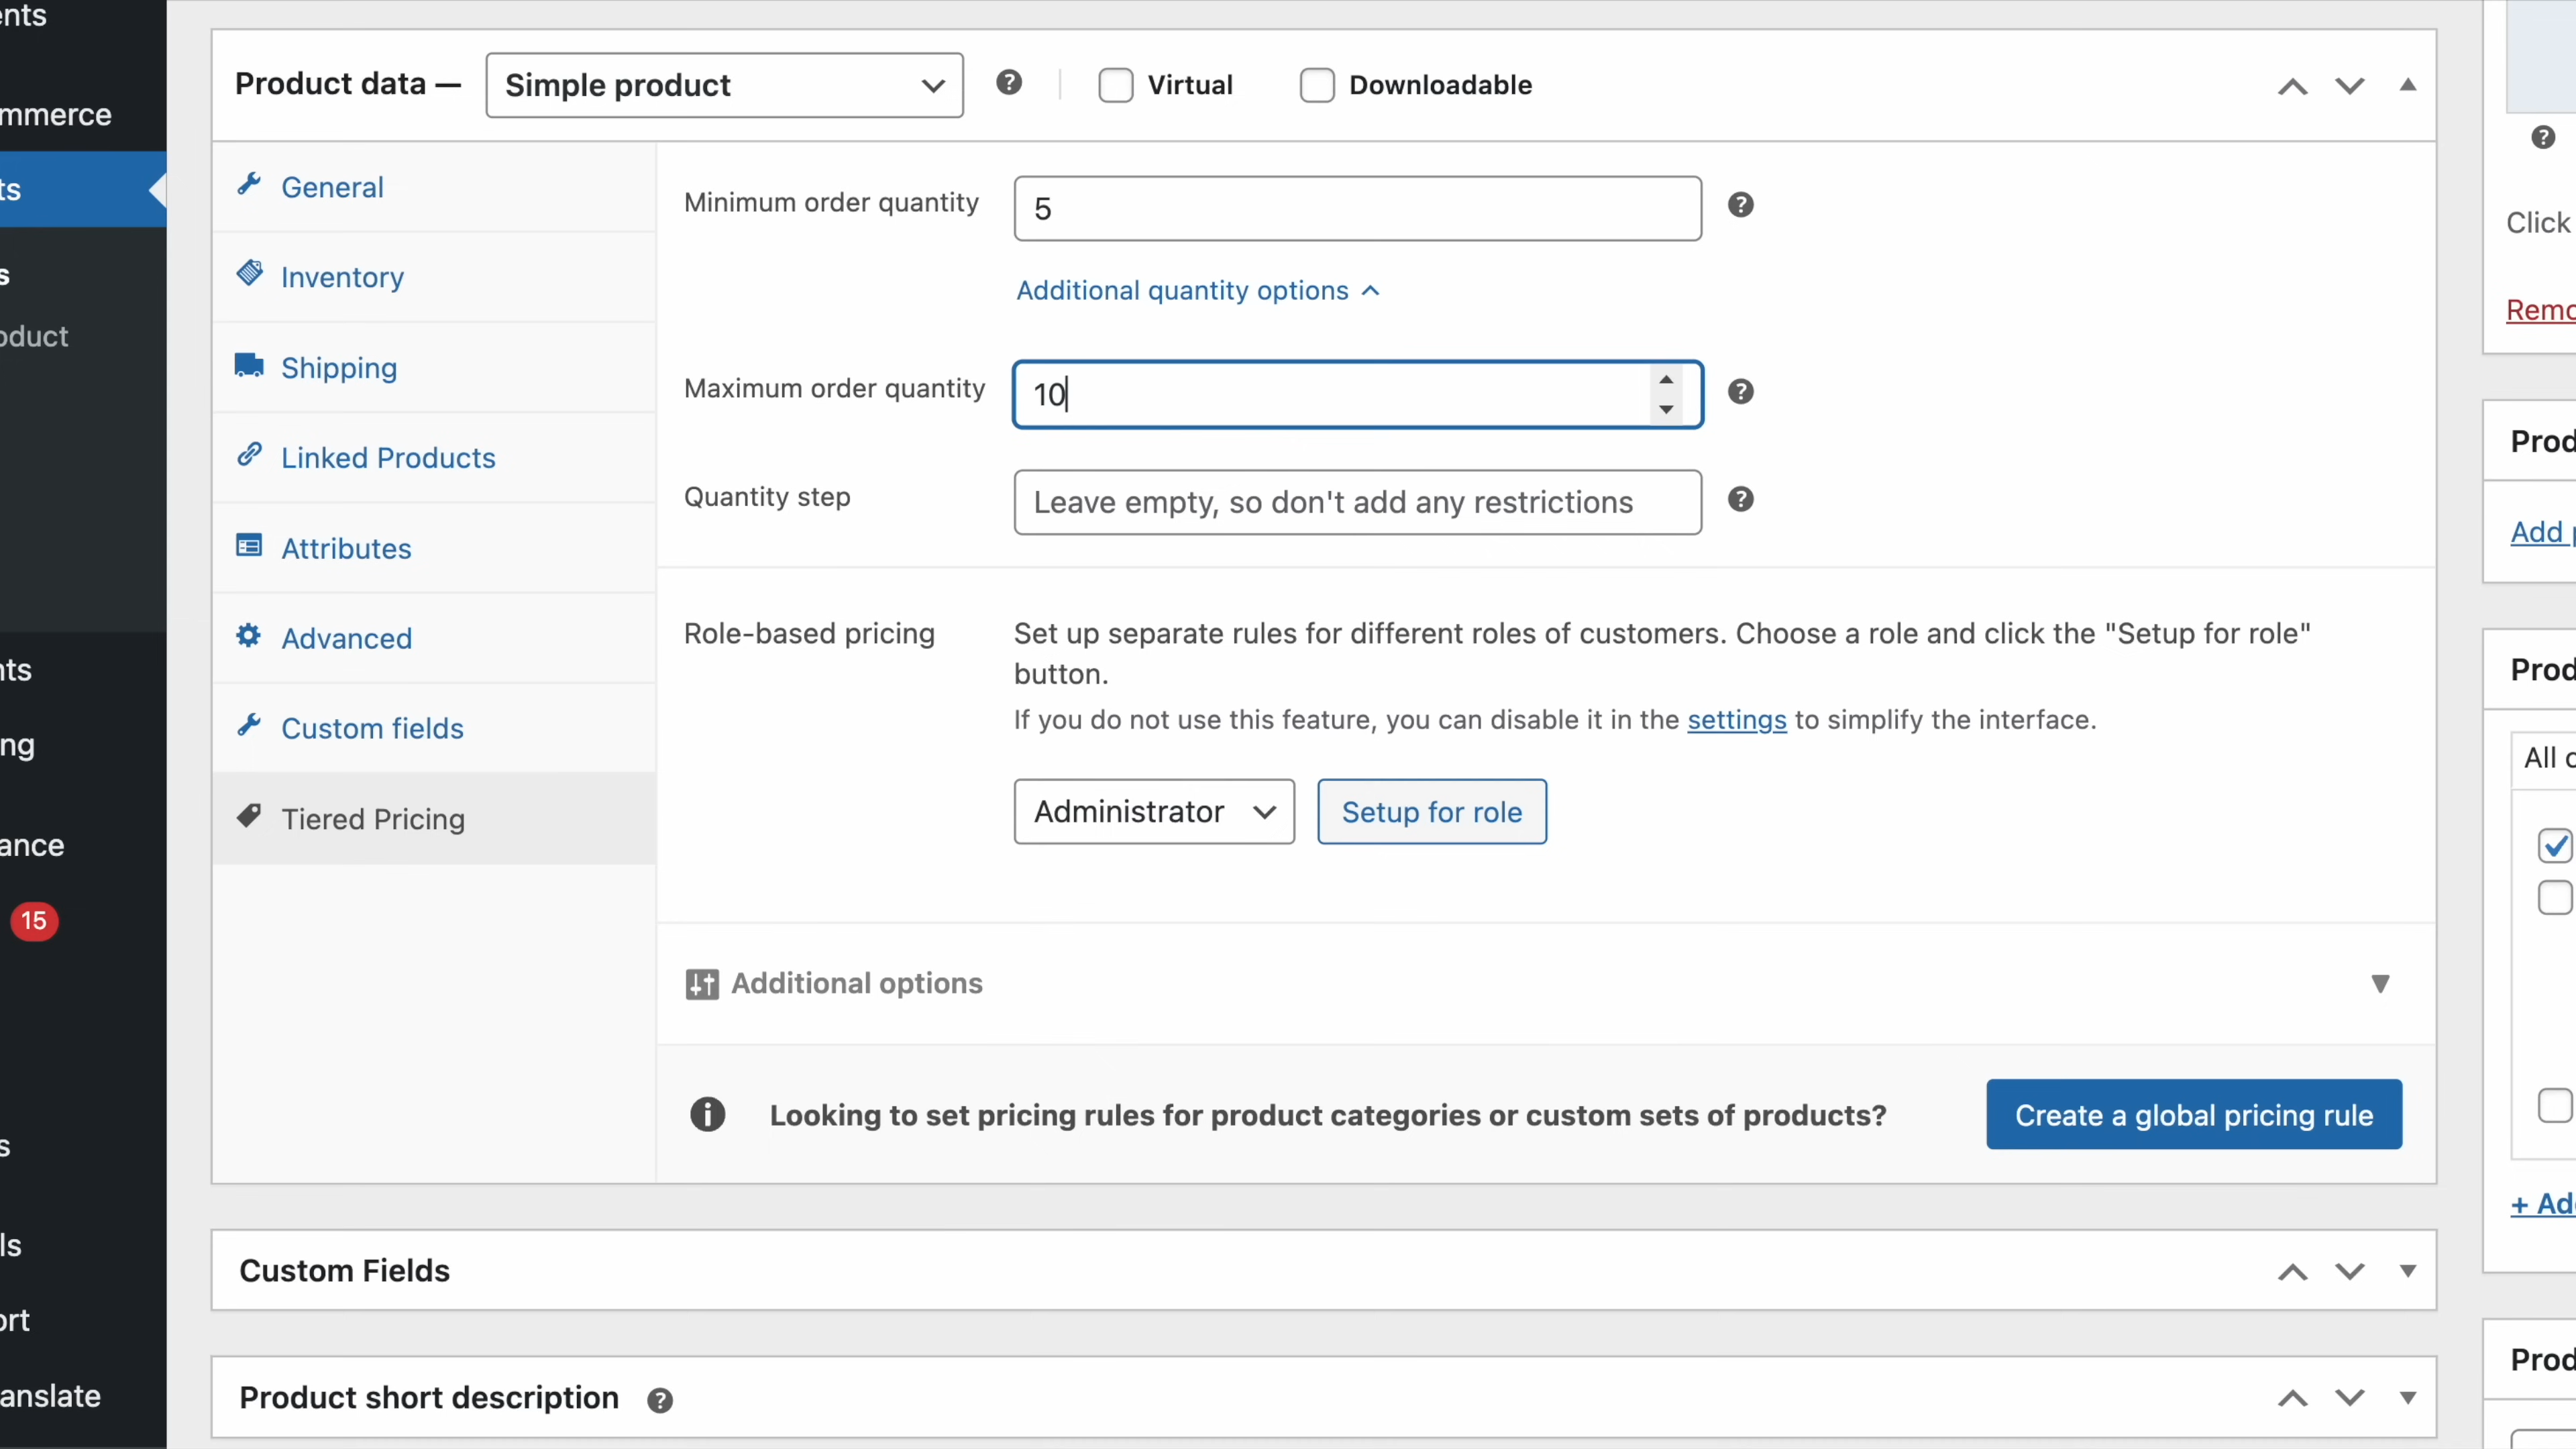 ents
mmerce
ts
s
oduct
nts
ng
ance
15
s
ls
ort
anslate
Product data —
Simple product
Virtual
Downloadable
General
Inventory
Shipping
Linked Products
Attributes
Advanced
Custom fields
Tiered Pricing
Minimum order quantity
5
Additional quantity options
Maximum order quantity
10
Quantity step
Leave empty, so don't add any restrictions
Role-based pricing
Set up separate rules for different roles of customers. Choose a role and click the "Setup for role"
button.
If you do not use this feature, you can disable it in the settings to simplify the interface.
Administrator
Setup for role
Additional options
Looking to set pricing rules for product categories or custom sets of products?
Create a global pricing rule
Custom Fields
Product short description
Click
Remo
Prod
Add
Prod
All c
+ Ad
Prod